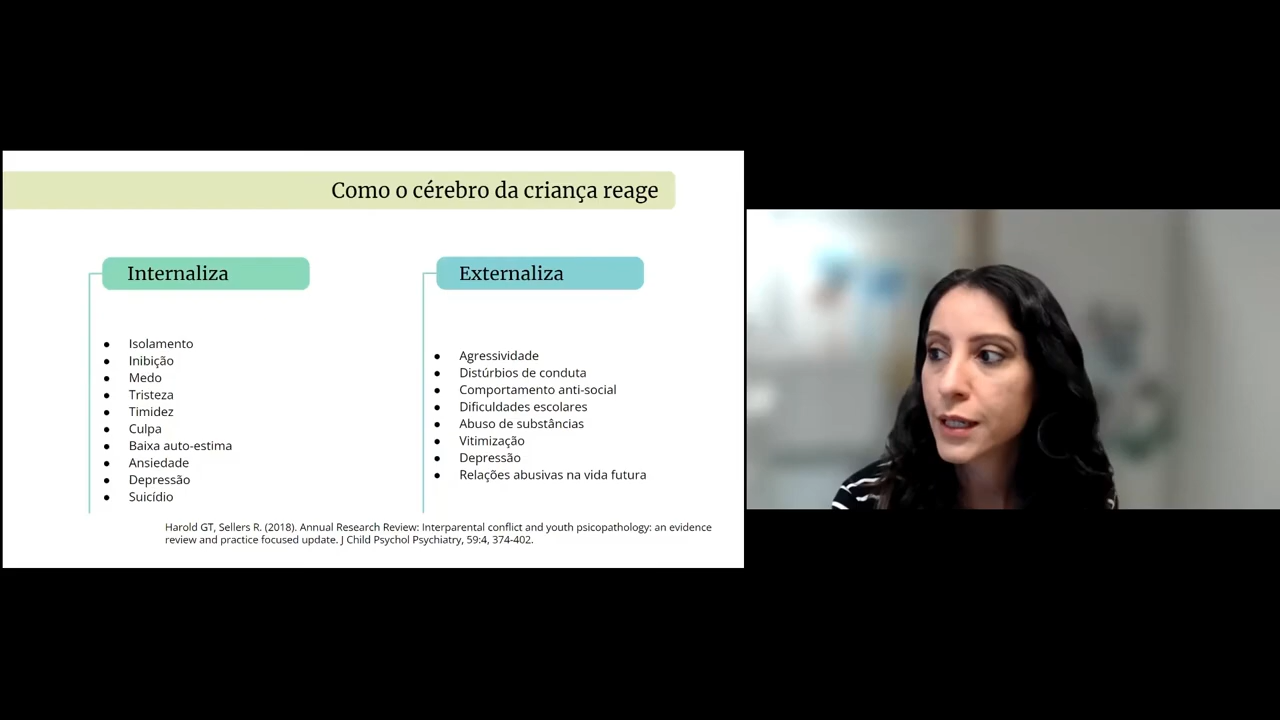 Como o cérebro da criança reage
Internaliza
Isolamento
Inibição
Medo
Tristeza
Timidez
Culpa
Baixa auto-estima
Ansiedade
Depressão
Suicídio
Externaliza
Agressividade
Distúrbios de conduta
Comportamento anti-social
Dificuldades escolares
Abuso de substâncias
Vitimização
Depressão
Relações abusivas na vida futura
Harold GT, Sellers R. (2018). Annual Research Review: Interparental conflict and youth psicopathology: an evidence
review and practice focused update. J Child Psychol Psychiatry, 59:4, 374-402.